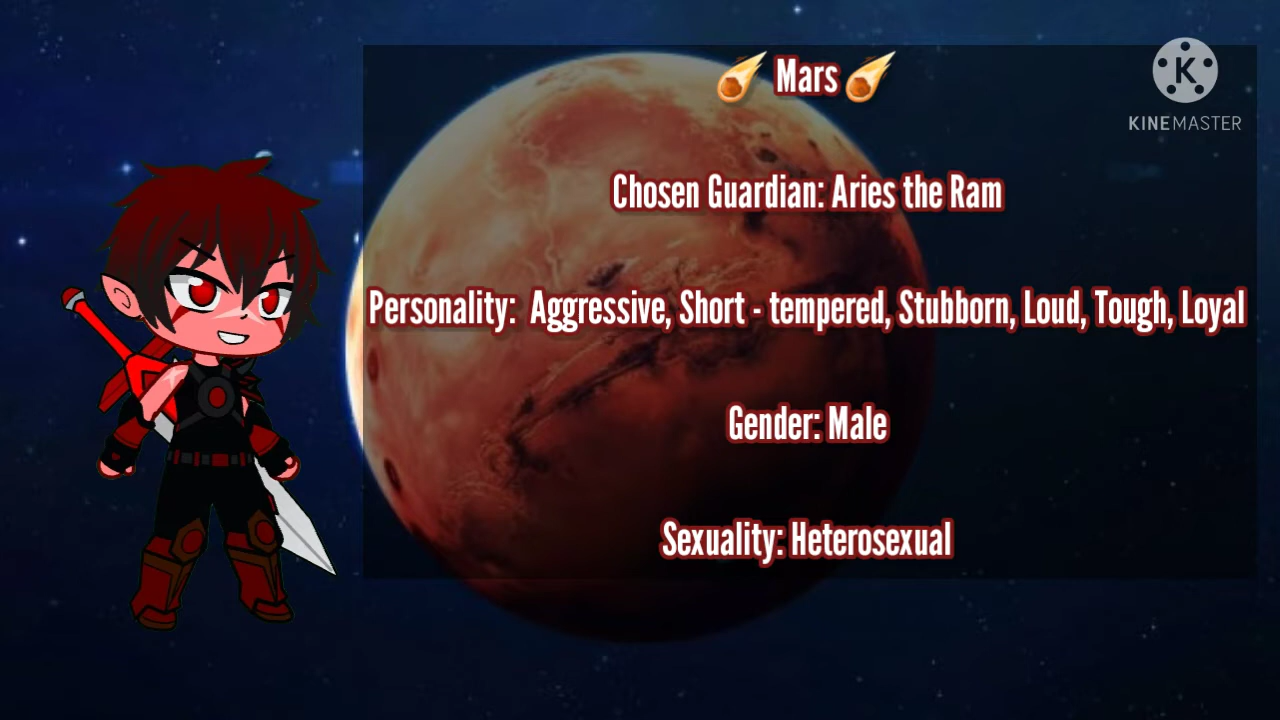 ☄️ Mars ☄️
K
KINEMASTER
Chosen Guardian: Aries the Ram
Personality:  Aggressive, Short - tempered, Stubborn, Loud, Tough, Loyal
Gender: Male
Sexuality: Heterosexual